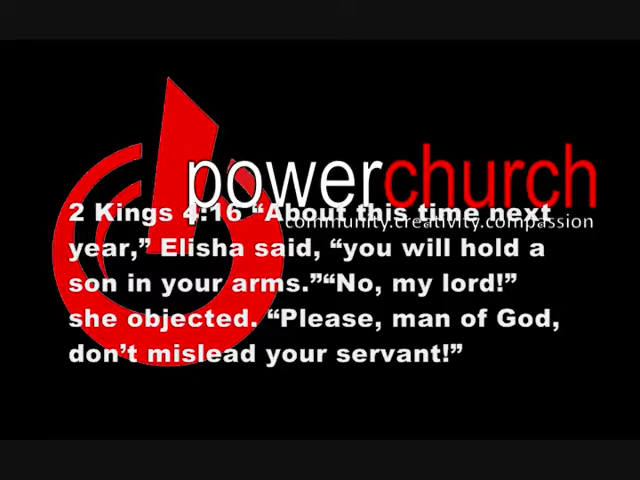 powerchurch
community.creativity.compassion
2 Kings 4:16 “About this time next
year,” Elisha said, “you will hold a
son in your arms.”“No, my lord!”
she objected. “Please, man of God,
don’t mislead your servant!”